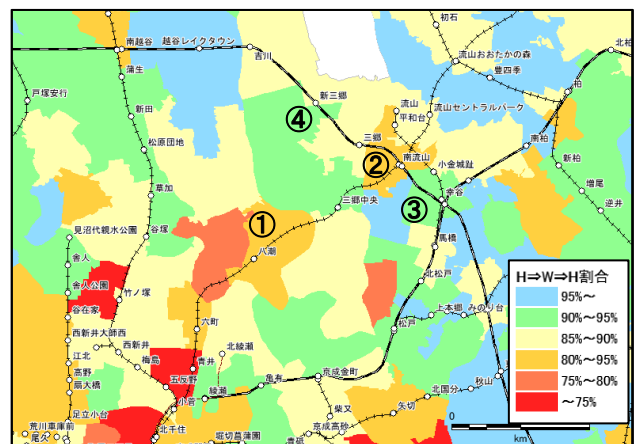 初石
北柏
南越谷
越谷レイクタウン
吉川
流山おおたかの森
蒲生
豊四季
柏
戸塚安行
新田
新三郷
流山
平和台
流山セントラルパーク
④
松原団地
三郷
南柏
②
南流山
小金城趾
新柏
草加
幸谷
増尾
三郷中央
③
逆井
見沼代親水公園
谷塚
①
馬橋
舎人
八潮
H⇒W⇒H割合
舎人公園
竹ノ塚
北松戸
95%～
谷在家
90%～95%
上本郷
みのり台
85%～90%
西新井大師西
六町
松戸
80%～95%
江北
西新井
北綾瀬
75%～80%
高野
梅島
青井
京成金町
～75%
扇大橋
五反野
綾瀬
亀有
北国分
秋山
小菅
足立小台
柴又
矢切
0
荒川車庫前
北千住
堀切菖蒲園
京成高砂
km
尾久
青砥